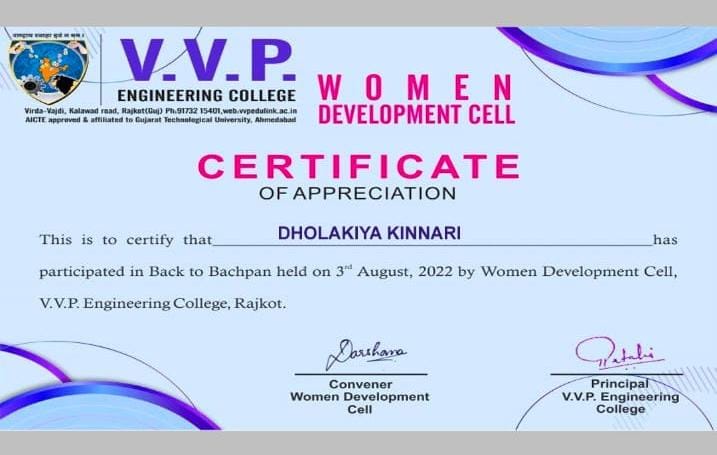 V.V.P.
ENGINEERING COLLEGE
Virda-Vajdi, Kalawad road, Rajkot(Guj) Ph:91732 15401,web.vvpedulink.ac.in
AICTE approved & affiliated to Gujarat Technological University, Ahmedabad
WOMEN
DEVELOPMENT CELL
CERTIFICATE
OF APPRECIATION
This is to certify that DHOLAKIYA KINNARI has
participated in Back to Bachpan held on 3rd August, 2022 by Women Development Cell,
V.V.P. Engineering College, Rajkot.
Darshana
Convener
Women Development
Cell
Principal
V.V.P. Engineering
College